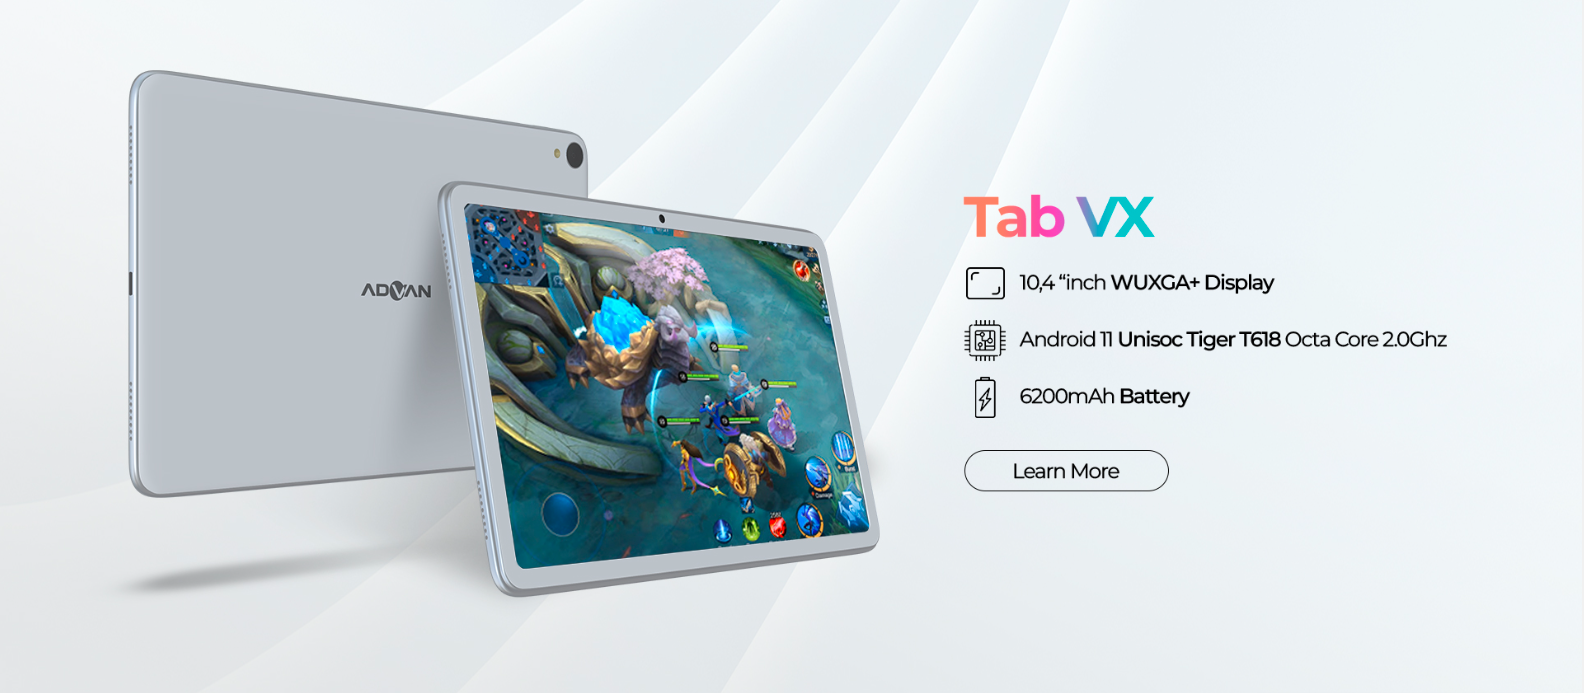 ADVAN
Tab VX
10,4 “inch WUXGA+ Display
Android 11 Unisoc Tiger T618 Octa Core 2.0Ghz
6200mAh Battery
Learn More
Damage